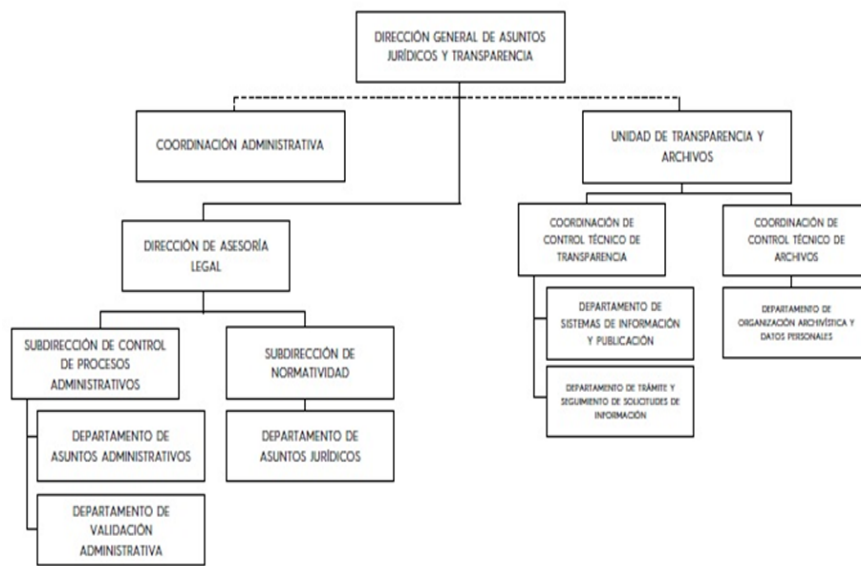 DIRECCIÓN GENERAL DE ASUNTOS
JURÍDICOS Y TRANSPARENCIA
COORDINACIÓN ADMINISTRATIVA
UNIDAD DE TRANSPARENCIA Y
ARCHIVOS
DIRECCIÓN DE ASESORÍA
LEGAL
COORDINACIÓN DE
CONTROL TÉCNICO DE
TRANSPARENCIA
COORDINACIÓN DE
CONTROL TÉCNICO DE
ARCHIVOS
DEPARTAMENTO DE
SISTEMAS DE INFORMACIÓN
Y PUBLICACIÓN
DEPARTAMENTO DE
ORGANIZACIÓN ARCHIVÍSTICA Y
DATOS PERSONALES
SUBDIRECCIÓN DE CONTROL
DE PROCESOS
ADMINISTRATIVOS
SUBDIRECCIÓN DE
NORMATIVIDAD
DEPARTAMENTO DE TRÁMITE Y
SEGUIMIENTO DE SOLICITUDES DE
INFORMACIÓN
DEPARTAMENTO DE
ASUNTOS ADMINISTRATIVOS
DEPARTAMENTO DE
ASUNTOS JURÍDICOS
DEPARTAMENTO DE
VALIDACIÓN
ADMINISTRATIVA